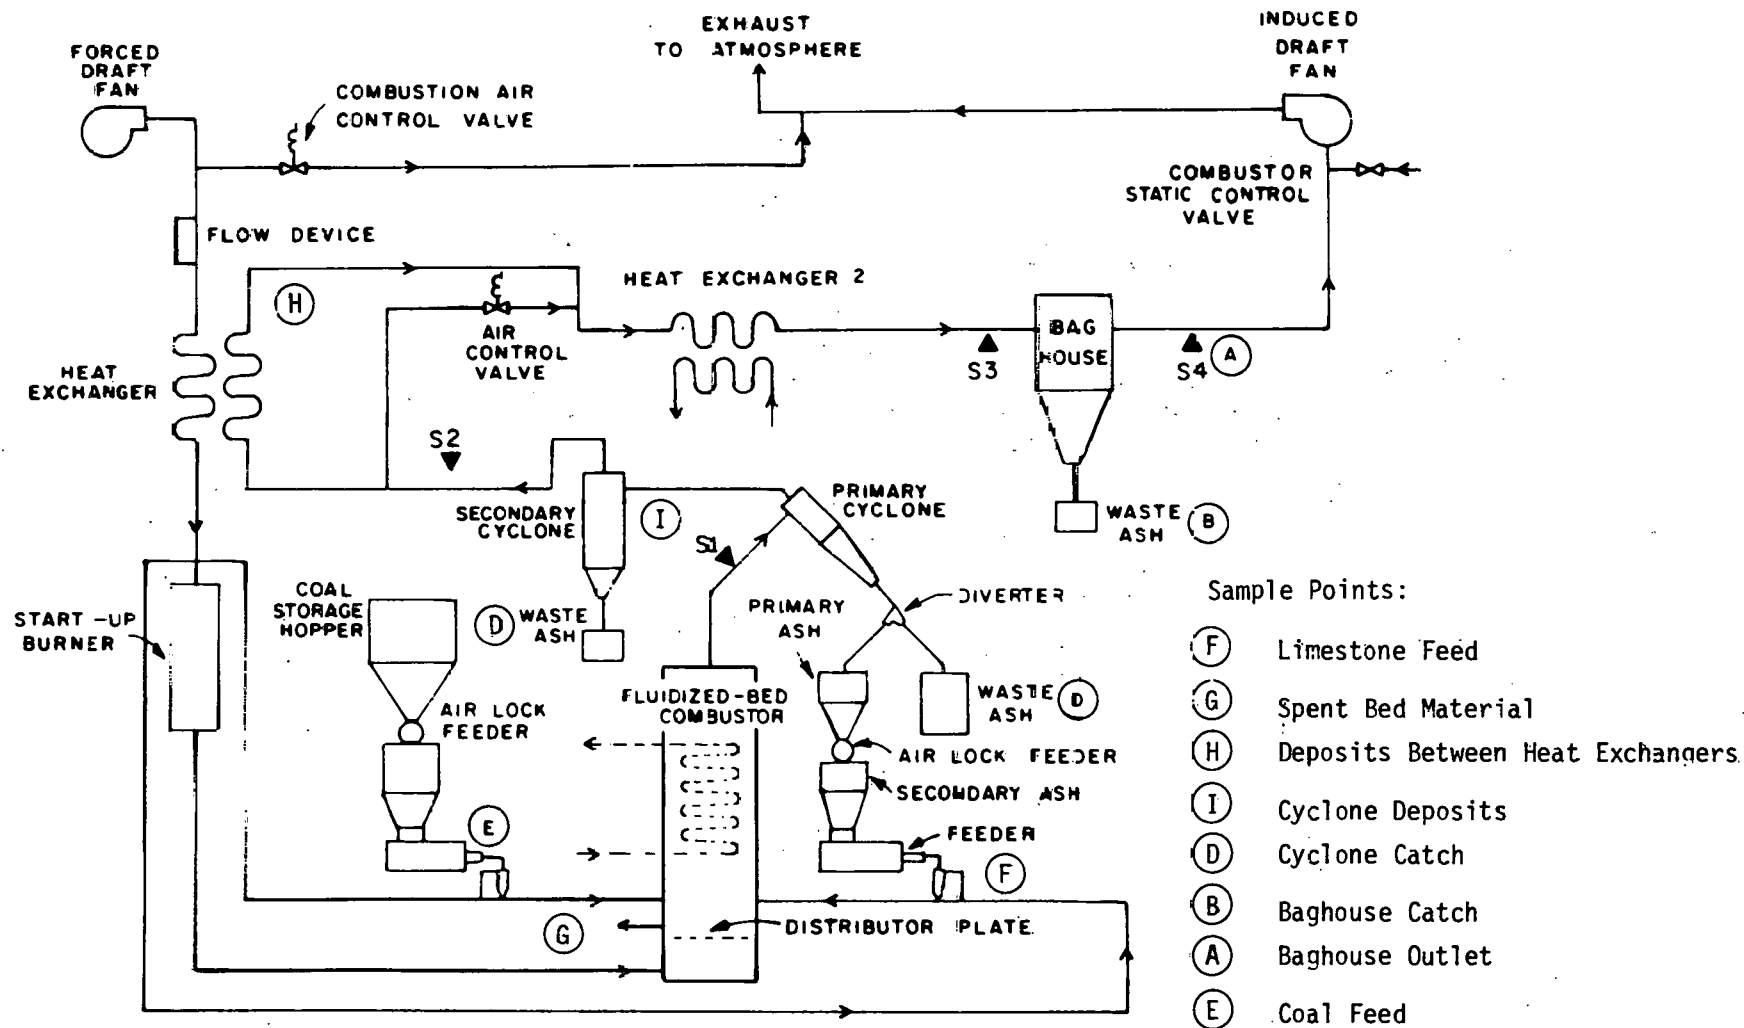 EXHAUST
TO ATMOSPHERE
INDUCED
DRAFT
FAN
FORCED
DRAFT
FAN
COMBUSTION AIR
CONTROL VALVE
COMBUSTOR
STATIC CONTROL
VALVE
FLOW DEVICE
H
HEAT EXCHANGER 2
AIR
CONTROL
VALVE
BAG
HOUSE
S3
S4
A
HEAT
EXCHANGER
S2
SECONDARY
CYCLONE
I
PRIMARY
CYCLONE
S1
WASTE
ASH
B
START-UP
BURNER
COAL
STORAGE
HOPPER
D
WASTE
ASH
PRIMARY
ASH
DIVERTER
FLUIDIZED-BED
COMBUSTOR
WASTE
ASH
D
AIR LOCK
FEEDER
AIR LOCK FEEDER
SECONDARY ASH
E
FEEDER
F
G
DISTRIBUTOR PLATE
Sample Points:
F Limestone Feed
G Spent Bed Material
H Deposits Between Heat Exchangers
I Cyclone Deposits
D Cyclone Catch
B Baghouse Catch
A Baghouse Outlet
E Coal Feed